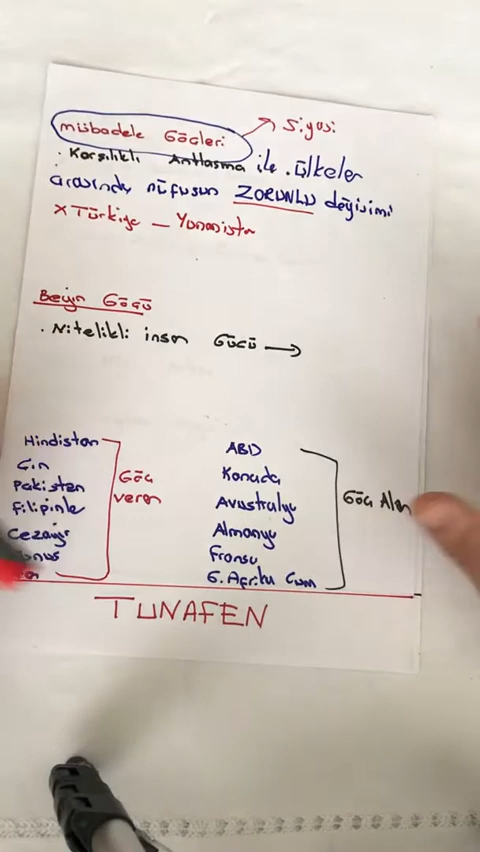 mübadele Göçleri → Siyasi
. Karşılıklı Antlaşma ile ülkeler
arasında nüfusun ZORUNLU değişimi
x Türkiye — Yunanistan
Beyin Göçü
. Nitelikli insan Gücü →
Hindistan
Çin
Pakistan
Filipinler
Cezayir
Göç
veren
ABD
Kanada
Avustralya
Almanya
Fransa
G. Afrika Cum
Göç Alan
TUNAFEN